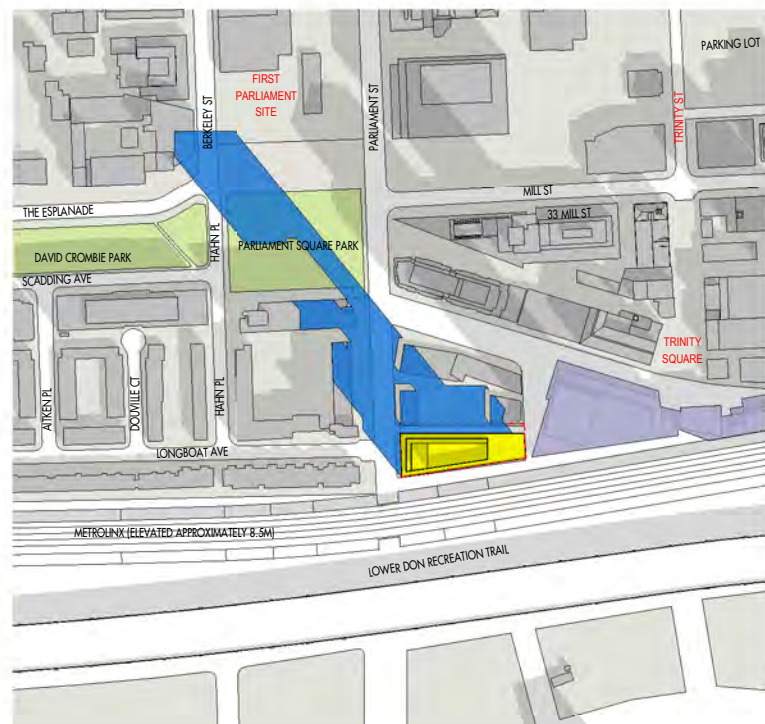 PARKING LOT
FIRST
PARLIAMENT
SITE
BERKELEY ST
PARLIAMENT ST
TRINITY ST
MILL ST
THE ESPLANADE
33 MILL ST
HAHN PL
PARLIAMENT SQUARE PARK
DAVID CROMBIE PARK
SCADDING AVE
TRINITY
SQUARE
AITKEN PL
DOUVILLE CT
HAHN PL
LONGBOAT AVE
METROLINX (ELEVATED APPROXIMATELY 8.5M)
LOWER DON RECREATION TRAIL